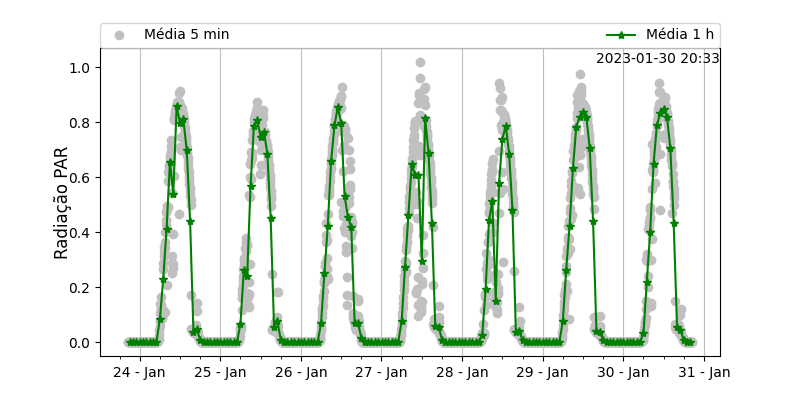 Média 5 min
Média 1 h
2023-01-30 20:33
Radiação PAR
1.0
0.8
0.6
0.4
0.2
0.0
24 - Jan
25 - Jan
26 - Jan
27 - Jan
28 - Jan
29 - Jan
30 - Jan
31 - Jan